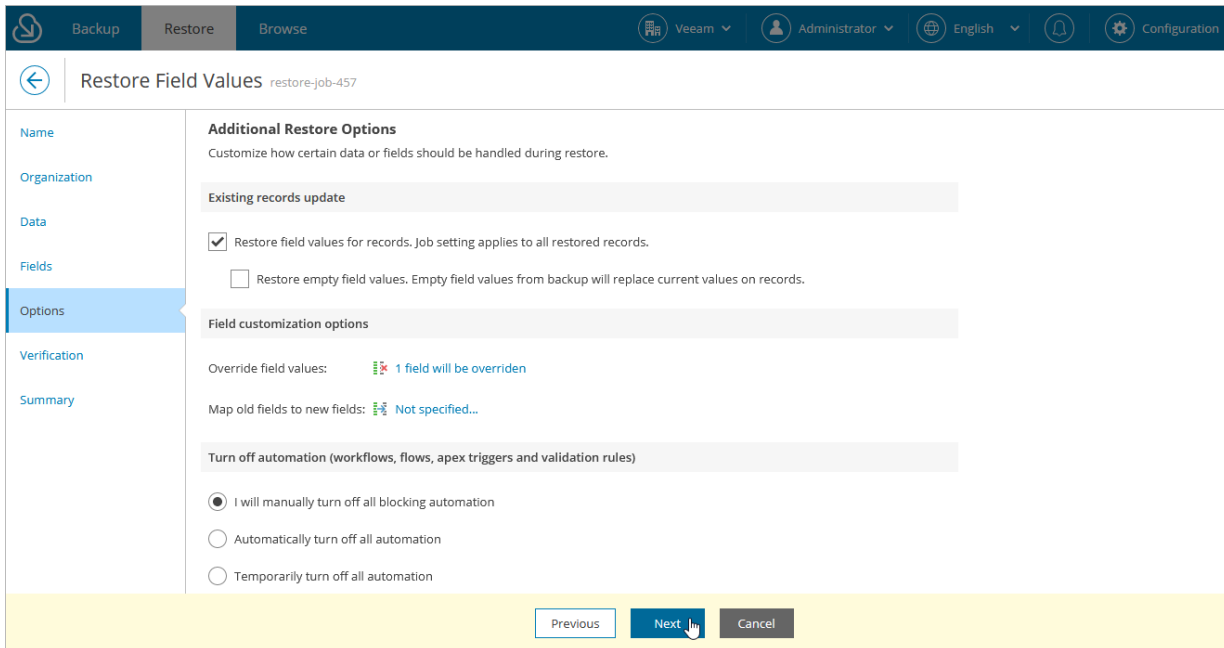 Backup Restore Browse Veeam Administrator English Configuration
Restore Field Values restore-job-457
Name
Organization
Data
Fields
Options
Verification
Summary
Additional Restore Options
Customize how certain data or fields should be handled during restore.
Existing records update
Restore field values for records. Job setting applies to all restored records.
Restore empty field values. Empty field values from backup will replace current values on records.
Field customization options
Override field values: 1 field will be overriden
Map old fields to new fields: Not specified...
Turn off automation (workflows, flows, apex triggers and validation rules)
I will manually turn off all blocking automation
Automatically turn off all automation
Temporarily turn off all automation
Previous Next Cancel